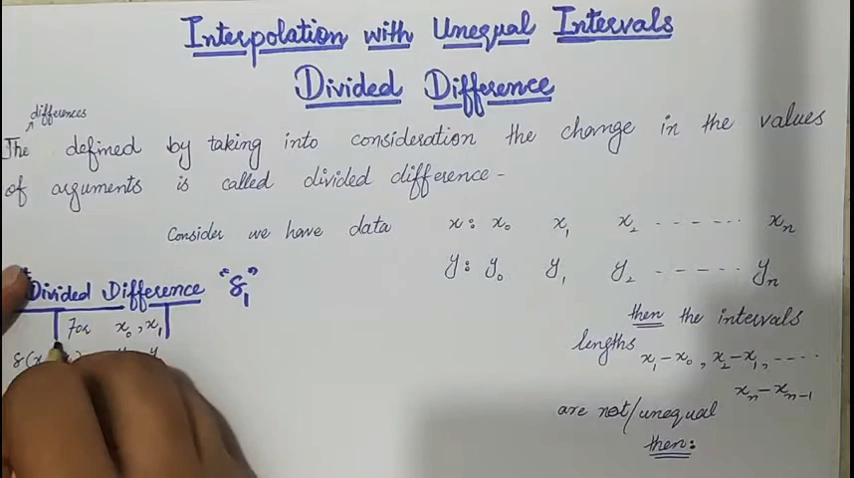 Interpolation with Unequal Intervals
Divided Difference
differences
The defined by taking into consideration the change in the values
of arguments is called divided difference -
Consider we have data x : x₀ x₁ x₂ - - - - - - - xₙ
y : y₀ y₁ y₂ - - - - - - yₙ
Divided Difference "δ₁"
For x₀, x₁
then the intervals
lengths x₁-x₀, x₂-x₁, ----
xₙ-xₙ₋₁
are not/unequal
then: